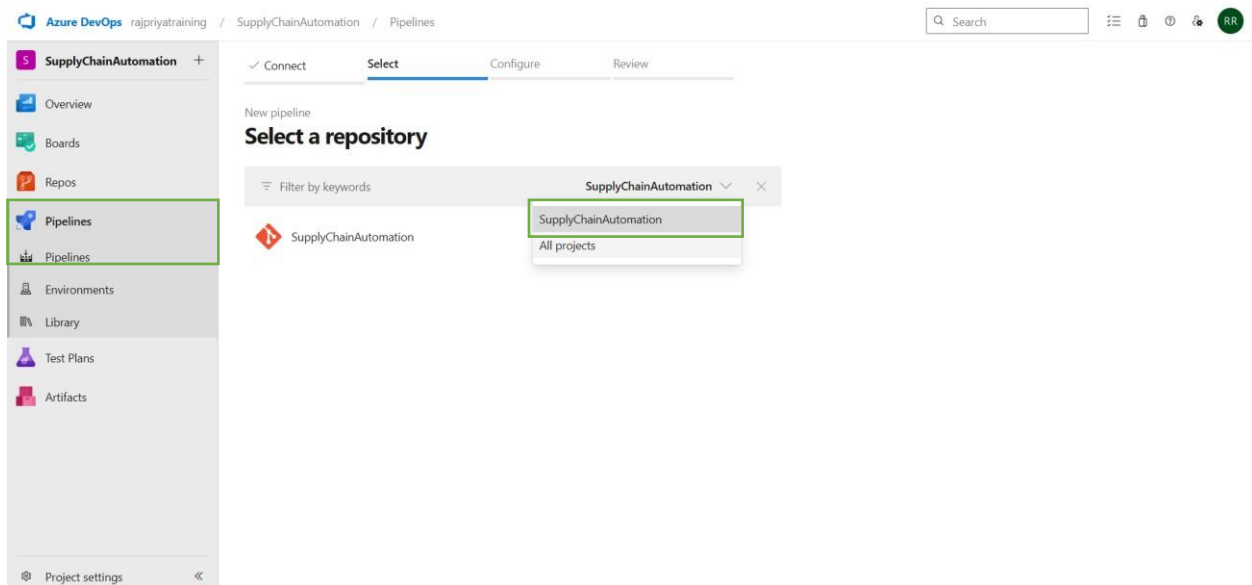 Azure DevOps rajpriyatraining / SupplyChainAutomation / Pipelines
Search
RR
S SupplyChainAutomation +
Overview
Boards
Repos
Pipelines
Pipelines
Environments
Library
Test Plans
Artifacts
Project settings
Connect Select Configure Review
New pipeline
Select a repository
Filter by keywords SupplyChainAutomation
SupplyChainAutomation
SupplyChainAutomation
All projects